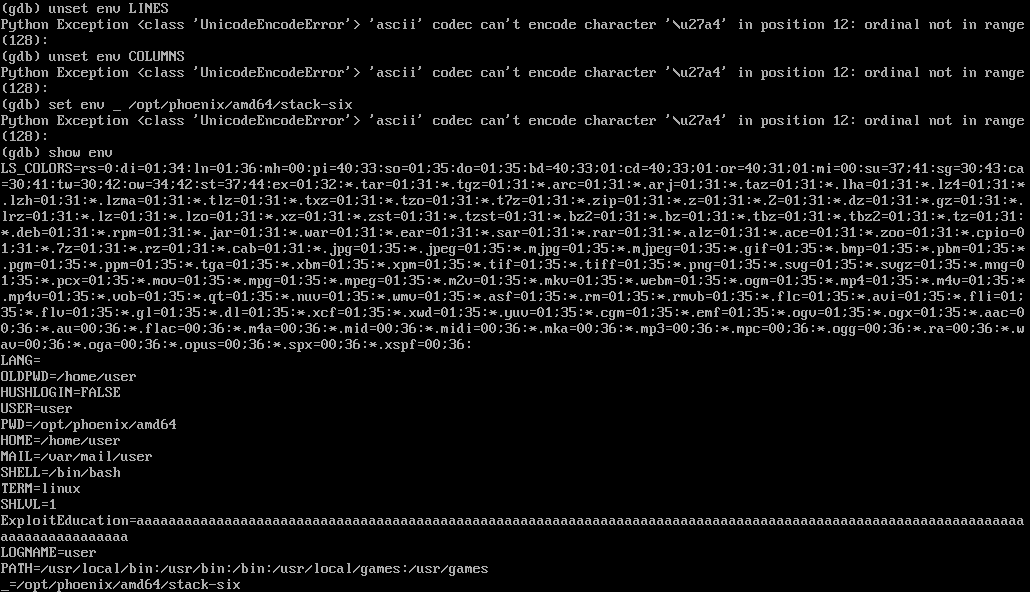 (gdb) unset env LINES
Python Exception <class 'UnicodeEncodeError'> 'ascii' codec can't encode character '\u27a4' in position 12: ordinal not in range
(128):
(gdb) unset env COLUMNS
Python Exception <class 'UnicodeEncodeError'> 'ascii' codec can't encode character '\u27a4' in position 12: ordinal not in range
(128):
(gdb) set env _ /opt/phoenix/amd64/stack-six
Python Exception <class 'UnicodeEncodeError'> 'ascii' codec can't encode character '\u27a4' in position 12: ordinal not in range
(128):
(gdb) show env
LS_COLORS=rs=0:di=01;34:ln=01;36:mh=00:pi=40;33:so=01;35:do=01;35:bd=40;33;01:cd=40;33;01:or=40;31;01:mi=00:su=37;41:sg=30;43:ca
=30;41:tw=30;42:ow=34;42:st=37;44:ex=01;32:*.tar=01;31:*.tgz=01;31:*.arc=01;31:*.arj=01;31:*.taz=01;31:*.lha=01;31:*.lz4=01;31:*
.lzh=01;31:*.lzma=01;31:*.tlz=01;31:*.txz=01;31:*.tzo=01;31:*.t7z=01;31:*.zip=01;31:*.z=01;31:*.Z=01;31:*.dz=01;31:*.gz=01;31:*.
lrz=01;31:*.lz=01;31:*.lzo=01;31:*.xz=01;31:*.zst=01;31:*.tzst=01;31:*.bz2=01;31:*.bz=01;31:*.tbz=01;31:*.tbz2=01;31:*.tz=01;31:
*.deb=01;31:*.rpm=01;31:*.jar=01;31:*.war=01;31:*.ear=01;31:*.sar=01;31:*.rar=01;31:*.alz=01;31:*.ace=01;31:*.zoo=01;31:*.cpio=0
1;31:*.7z=01;31:*.rz=01;31:*.cab=01;31:*.jpg=01;35:*.jpeg=01;35:*.mjpg=01;35:*.mjpeg=01;35:*.gif=01;35:*.bmp=01;35:*.pbm=01;35:*
.pgm=01;35:*.ppm=01;35:*.tga=01;35:*.xbm=01;35:*.xpm=01;35:*.tif=01;35:*.tiff=01;35:*.png=01;35:*.svg=01;35:*.svgz=01;35:*.mng=0
1;35:*.pcx=01;35:*.mov=01;35:*.mpg=01;35:*.mpeg=01;35:*.m2v=01;35:*.mkv=01;35:*.webm=01;35:*.ogm=01;35:*.mp4=01;35:*.m4v=01;35:*
.mp4v=01;35:*.vob=01;35:*.qt=01;35:*.nuv=01;35:*.wmv=01;35:*.asf=01;35:*.rm=01;35:*.rmvb=01;35:*.flc=01;35:*.avi=01;35:*.fli=01;
35:*.flv=01;35:*.gl=01;35:*.dl=01;35:*.xcf=01;35:*.xwd=01;35:*.yuv=01;35:*.cgm=01;35:*.emf=01;35:*.ogv=01;35:*.ogx=01;35:*.aac=0
0;36:*.au=00;36:*.flac=00;36:*.m4a=00;36:*.mid=00;36:*.midi=00;36:*.mka=00;36:*.mp3=00;36:*.mpc=00;36:*.ogg=00;36:*.ra=00;36:*.w
av=00;36:*.oga=00;36:*.opus=00;36:*.spx=00;36:*.xspf=00;36:
LANG=
OLDPWD=/home/user
HUSHLOGIN=FALSE
USER=user
PWD=/opt/phoenix/amd64
HOME=/home/user
MAIL=/var/mail/user
SHELL=/bin/bash
TERM=linux
SHLVL=1
ExploitEducation=aaaaaaaaaaaaaaaaaaaaaaaaaaaaaaaaaaaaaaaaaaaaaaaaaaaaaaaaaaaaaaaaaaaaaaaaaaaaaaaaaaaaaaaaaaaaaaaaaaaaaaaaaaaaaaa
aaaaaaaaaaaaaaaa
LOGNAME=user
PATH=/usr/local/bin:/usr/bin:/bin:/usr/local/games:/usr/games
_=/opt/phoenix/amd64/stack-six